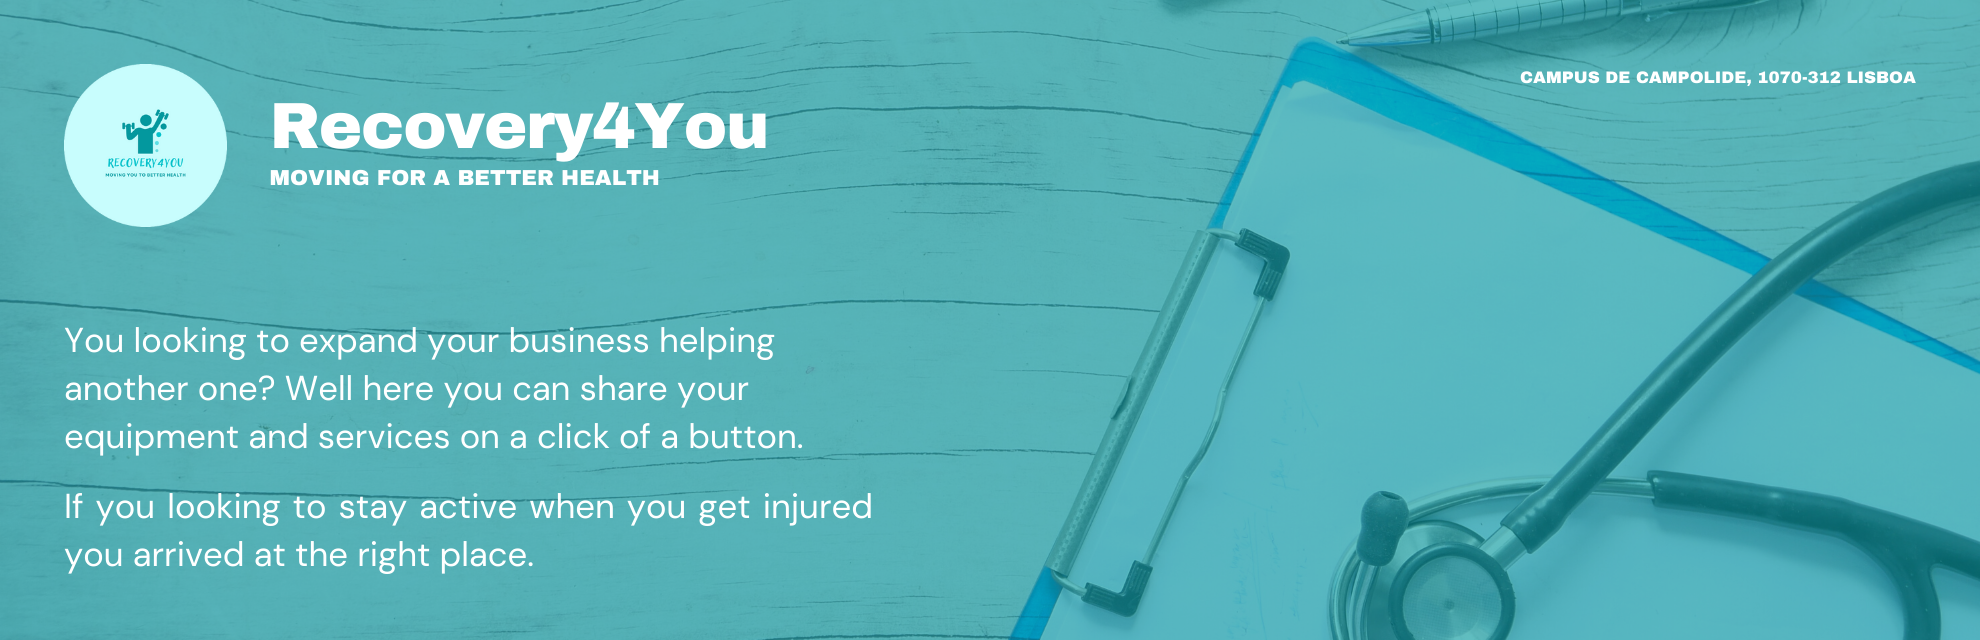 CAMPUS DE CAMPOLIDE, 1070-312 LISBOA
Recovery4You
MOVING FOR A BETTER HEALTH
RECOVERY4YOU
MOVING YOU TO BETTER HEALTH
You looking to expand your business helping
another one? Well here you can share your
equipment and services on a click of a button.
If you looking to stay active when you get injured
you arrived at the right place.